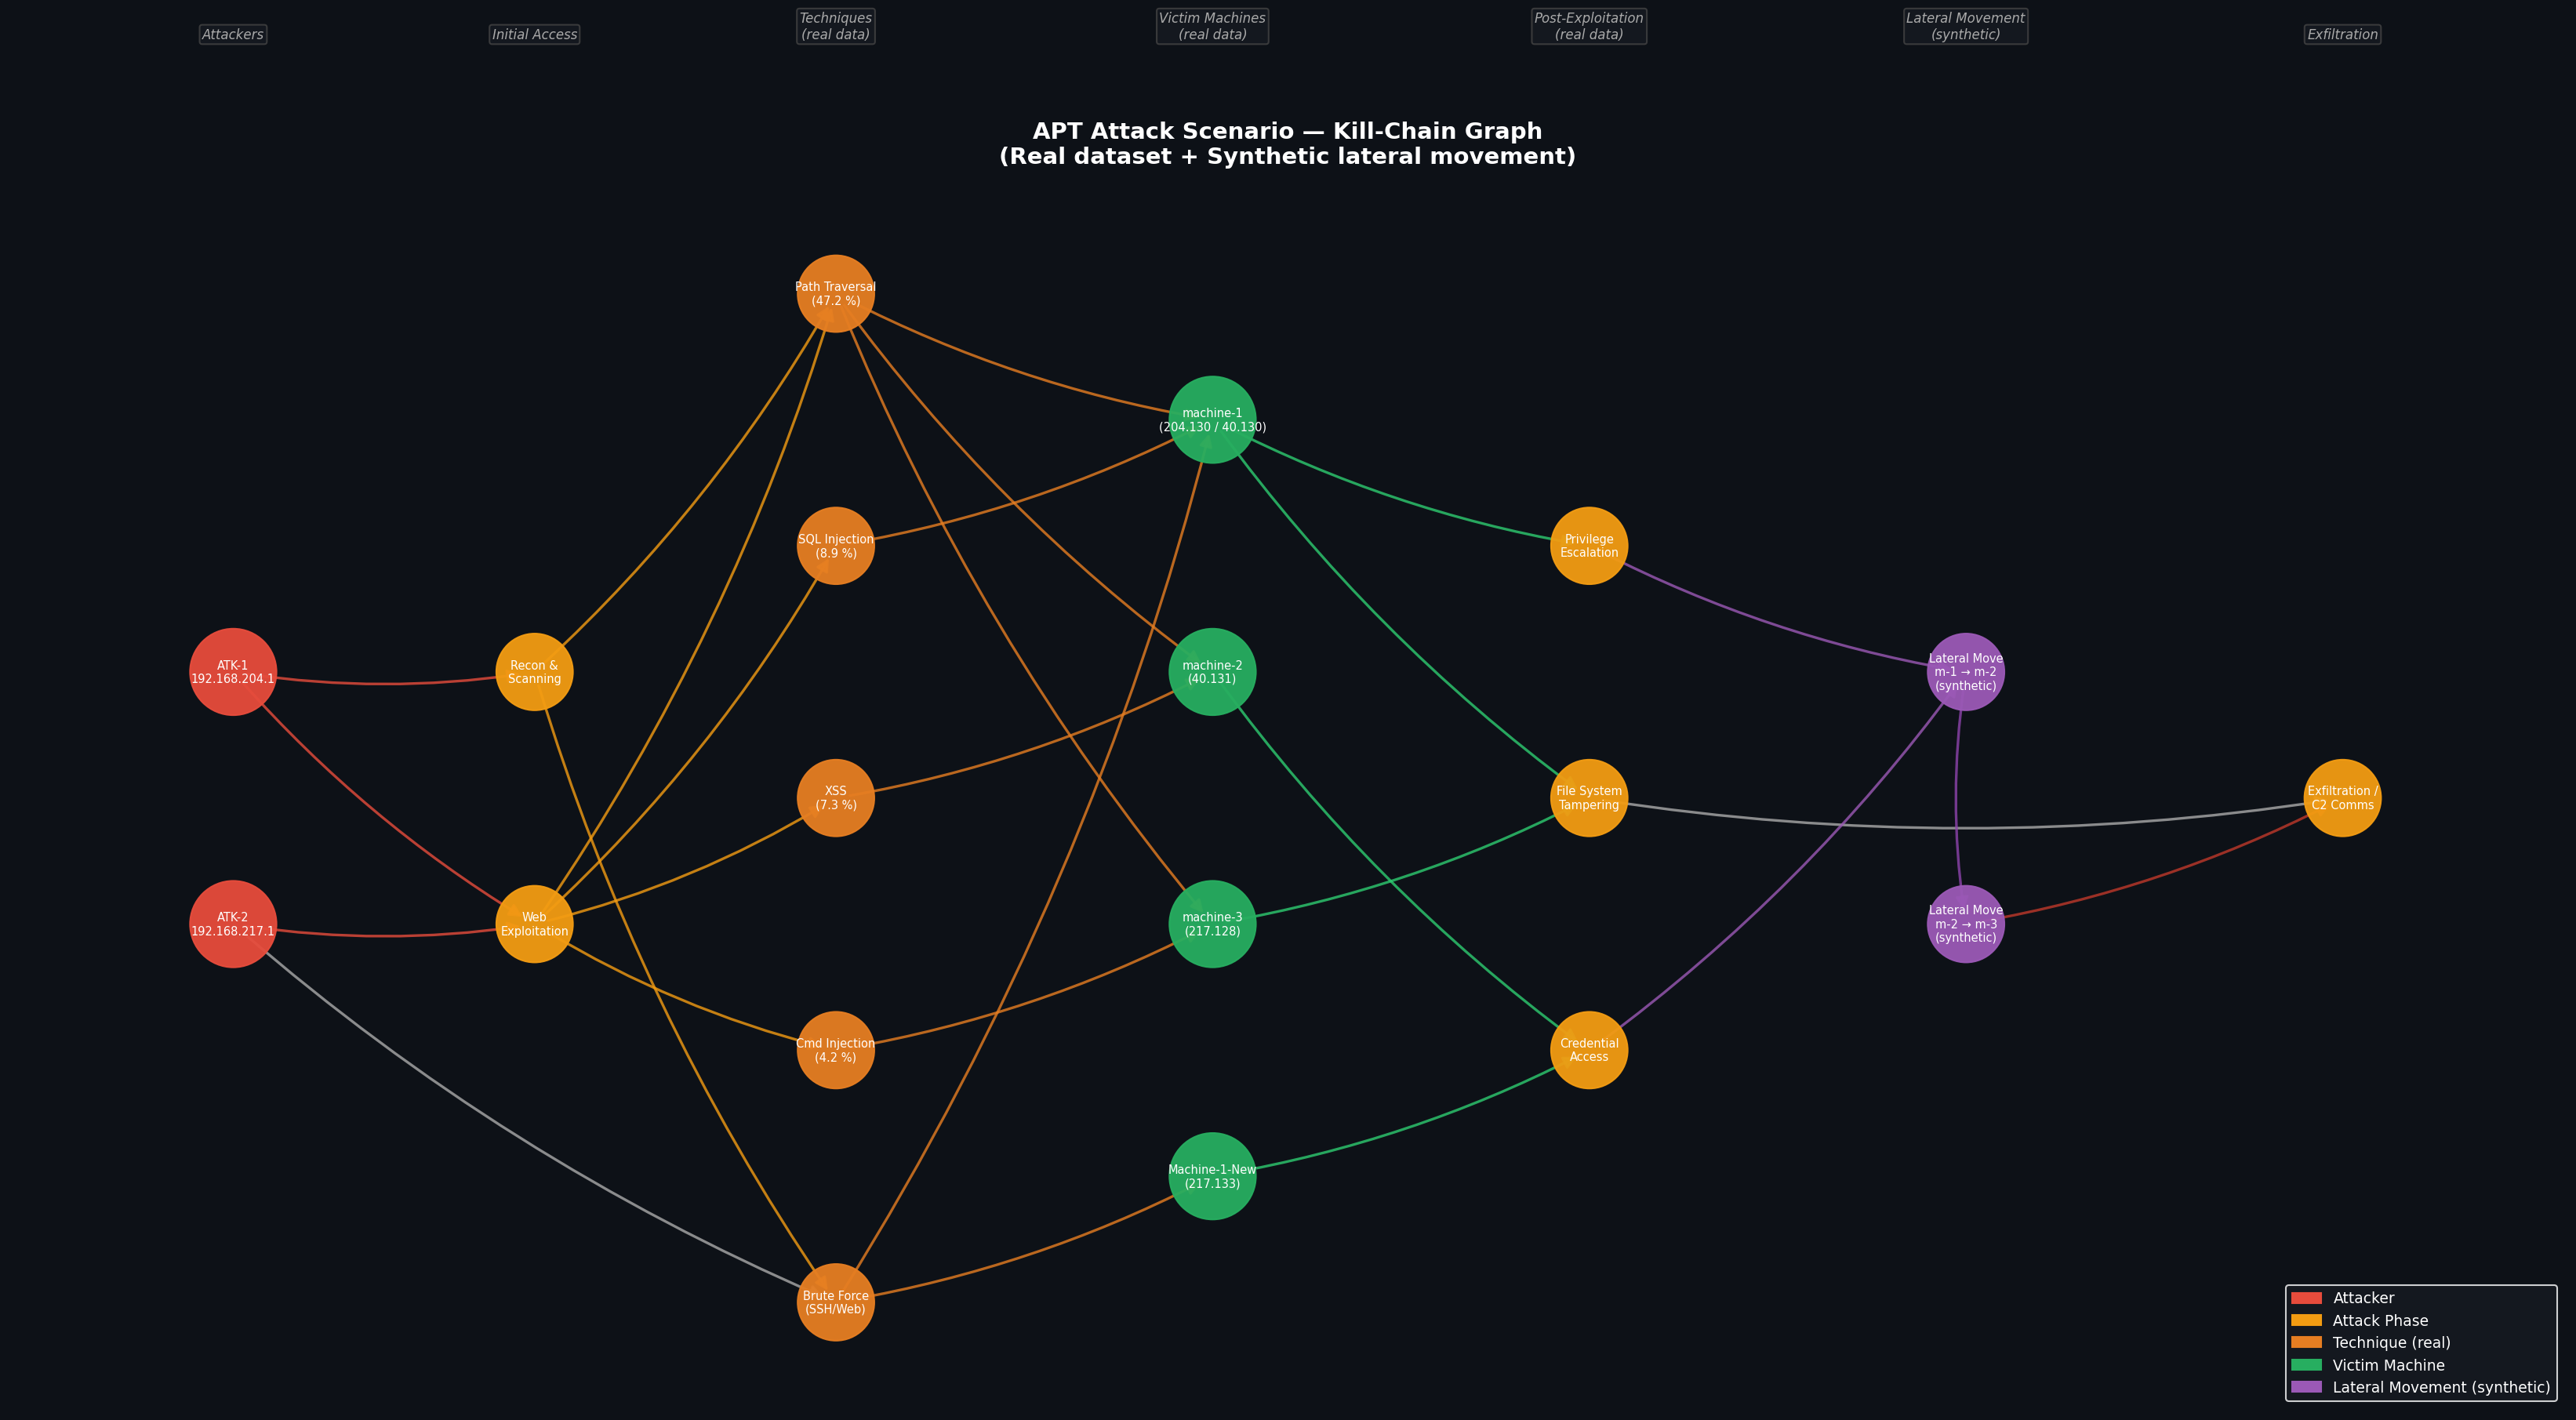 Attackers
Initial Access
Techniques
(real data)
Victim Machines
(real data)
Post-Exploitation
(real data)
Lateral Movement
(synthetic)
Exfiltration
APT Attack Scenario — Kill-Chain Graph
(Real dataset + Synthetic lateral movement)
ATK-1
192.168.204.1
ATK-2
192.168.217.1
Recon &
Scanning
Web
Exploitation
Path Traversal
(47.2 %)
SQL Injection
(8.9 %)
XSS
(7.3 %)
Cmd Injection
(4.2 %)
Brute Force
(SSH/Web)
machine-1
(204.130 / 40.130)
machine-2
(40.131)
machine-3
(217.128)
Machine-1-New
(217.133)
Privilege
Escalation
File System
Tampering
Credential
Access
Lateral Move
m-1 → m-2
(synthetic)
Lateral Move
m-2 → m-3
(synthetic)
Exfiltration /
C2 Comms
Attacker
Attack Phase
Technique (real)
Victim Machine
Lateral Movement (synthetic)